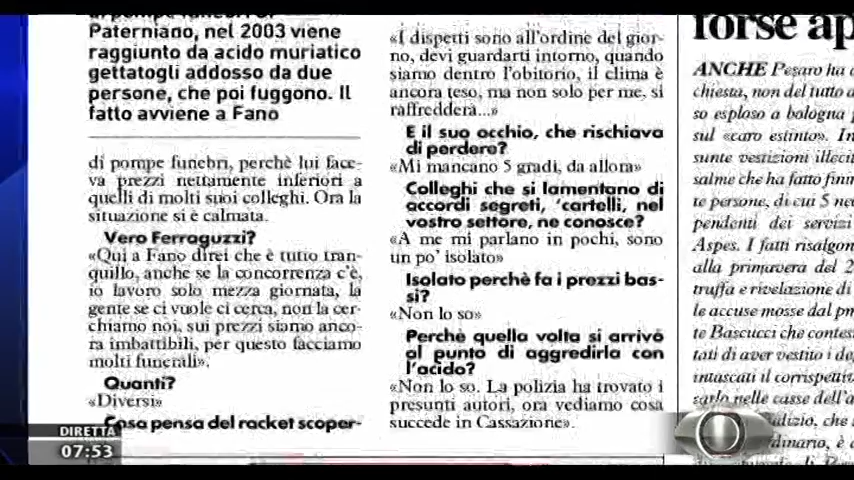 Paterniano, nel 2003 viene
raggiunto da acido muriatico
gettatogli addosso da due
persone, che poi fuggono. Il
fatto avviene a Fano
di pompe funebri, perchè lui face-
va prezzi nettamente inferiori a
quelli di molti suoi colleghi. Ora la
situazione si è calmata.
Vero Ferraguzzi?
«Qui a Fano direi che è tutto tran-
quillo, anche se la concorrenza c'è,
io lavoro solo mezza giornata, la
gente se ci vuole ci cerca, non la cer-
chiamo noi, sui prezzi siamo anco-
ra imbattibili, per questo facciamo
molti funerali».
Quanti?
«Diversi»
Cosa pensa del racket scoper-
«I dispetti sono all'ordine del gior-
no, devi guardarti intorno, quando
siamo dentro l'obitorio, il clima è
ancora teso, ma non solo per me, si
raffredderà...»
E il suo occhio, che rischiava
di perdere?
«Mi mancano 5 gradi, da allora»
Colleghi che si lamentano di
accordi segreti, 'cartelli, nel
vostro settore, ne conosce?
«A me mi parlano in pochi, sono
un po' isolato»
Isolato perchè fa i prezzi bas-
si?
«Non lo so»
Perchè quella volta si arrivò
al punto di aggredirla con
l'acido?
«Non lo so. La polizia ha trovato i
presunti autori, ora vediamo cosa
succede in Cassazione».
forse ap
ANCHE Pesaro ha
chiesta, non del tutto
so esploso a bologna
sul «caro estinto». In
sunte vestizioni illecit
salme che ha fatto finir
te persone, di cui 5 ne
pendenti dei servizi
Aspes. I fatti risalgon
alla primavera del 2
truffa e rivelazione di
le accuse mosse dal pm
te Bascucci che contes
tati di aver vestito i de
intascati il corrispettiv
sarlo nelle casse dell'a
dinario, è
DIRETTA
07:53